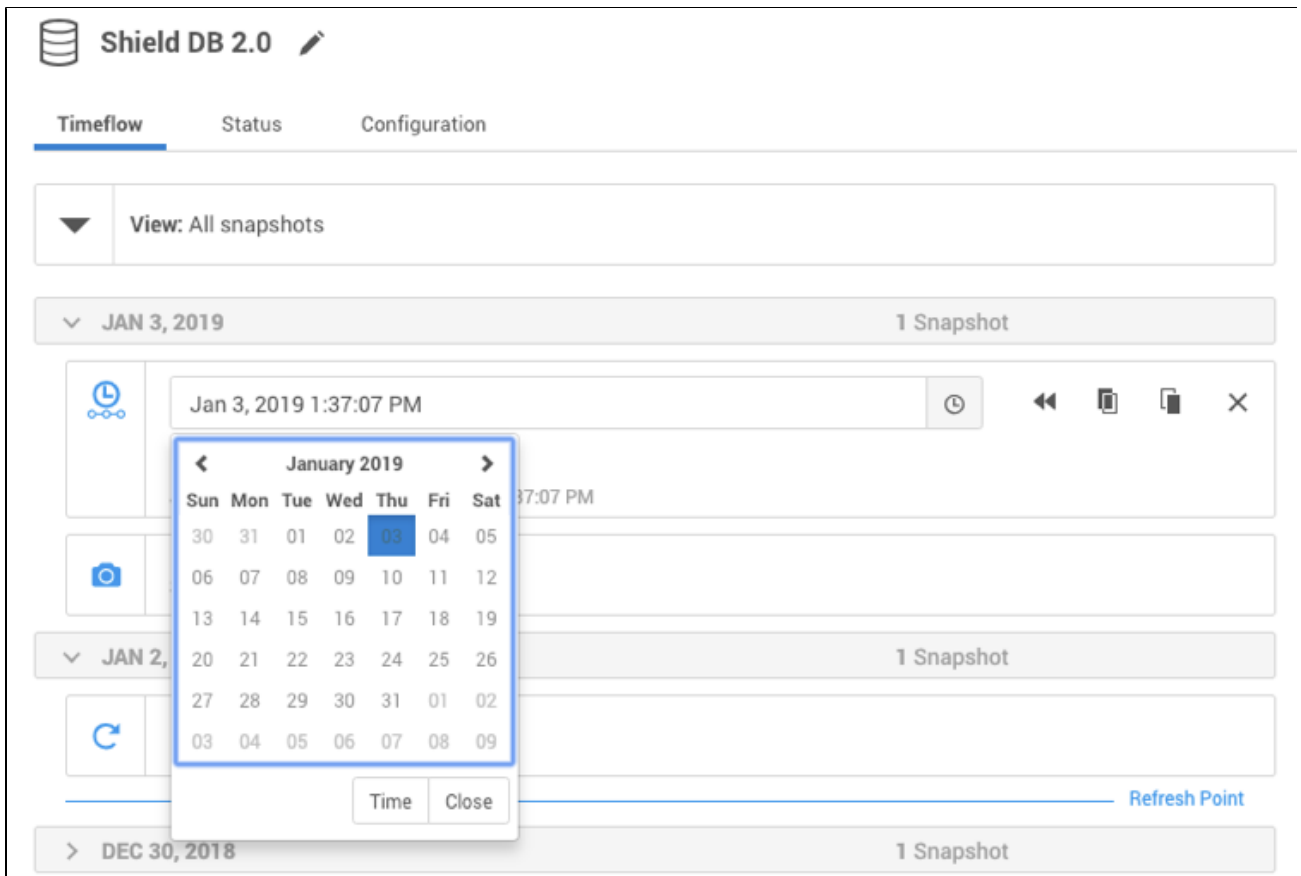 Shield DB 2.0
Timeflow Status Configuration
View: All snapshots
JAN 3, 2019 1 Snapshot
Jan 3, 2019 1:37:07 PM
January 2019
Sun Mon Tue Wed Thu Fri Sat
37:07 PM
30 31 01 02 03 04 05
06 07 08 09 10 11 12
13 14 15 16 17 18 19
JAN 2, 1 Snapshot
20 21 22 23 24 25 26
27 28 29 30 31 01 02
03 04 05 06 07 08 09
Time Close
Refresh Point
DEC 30, 2018 1 Snapshot